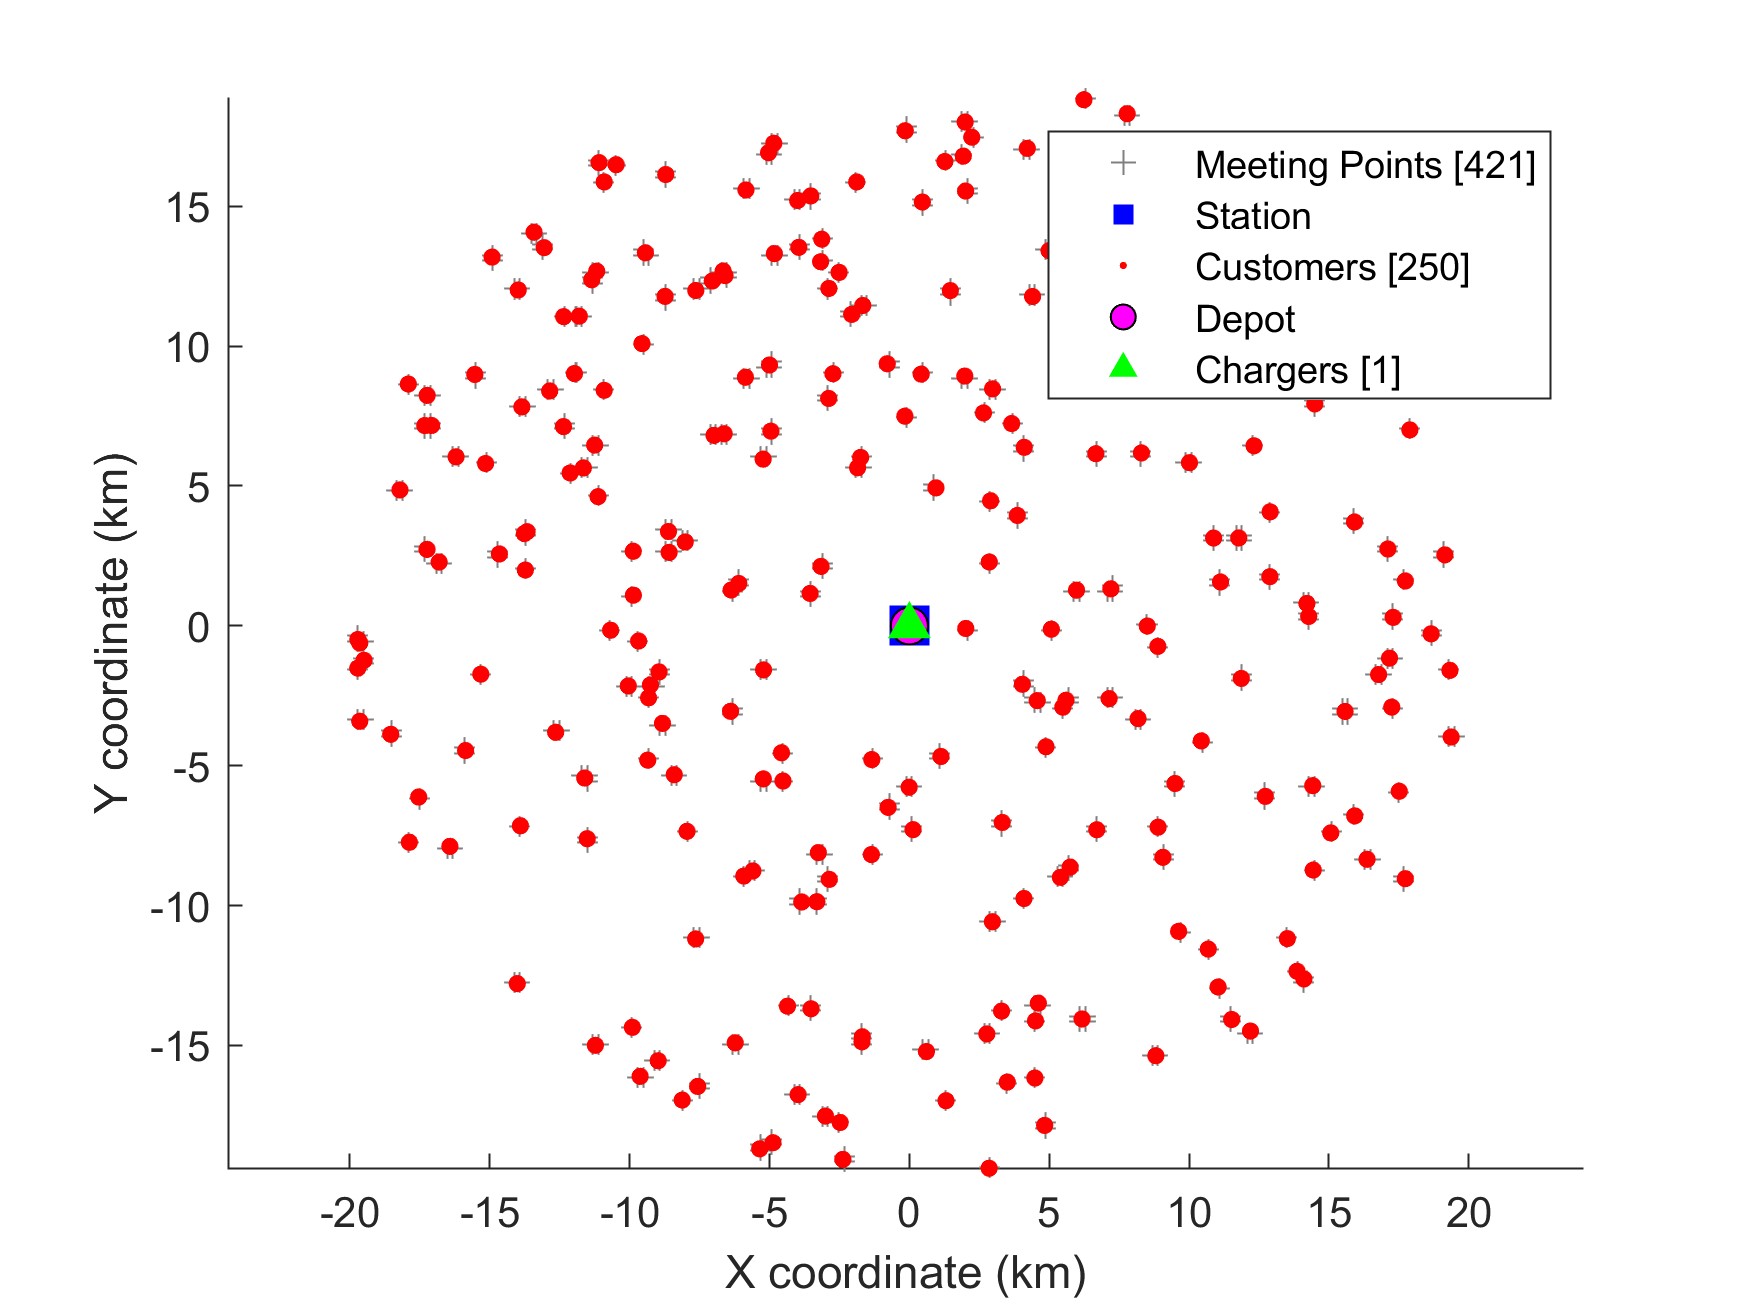 Meeting Points [421]
Station
Customers [250]
Depot
Chargers [1]
15
10
5
0
-5
-10
-15
Y coordinate (km)
-20 -15 -10 -5 0 5 10 15 20
X coordinate (km)